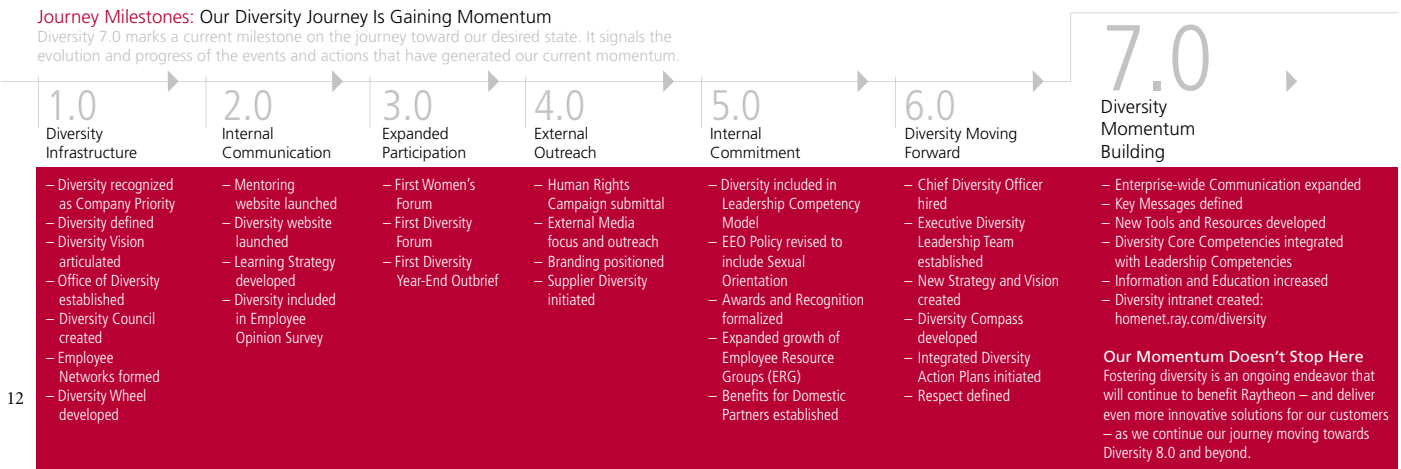 Journey Milestones: Our Diversity Journey Is Gaining Momentum
Diversity 7.0 marks a current milestone on the journey toward our desired state. It signals the
evolution and progress of the events and actions that have generated our current momentum.
1.0
Diversity
Infrastructure
– Diversity recognized
as Company Priority
– Diversity defined
– Diversity Vision
articulated
– Office of Diversity
established
– Diversity Council
created
– Employee
Networks formed
– Diversity Wheel
developed
2.0
Internal
Communication
– Mentoring
website launched
– Diversity website
launched
– Learning Strategy
developed
– Diversity included
in Employee
Opinion Survey
3.0
Expanded
Participation
– First Women's
Forum
– First Diversity
Forum
– First Diversity
Year-End Outbrief
4.0
External
Outreach
– Human Rights
Campaign submittal
– External Media
focus and outreach
– Branding positioned
– Supplier Diversity
initiated
5.0
Internal
Commitment
– Diversity included in
Leadership Competency
Model
– EEO Policy revised to
include Sexual
Orientation
– Awards and Recognition
formalized
– Expanded growth of
Employee Resource
Groups (ERG)
– Benefits for Domestic
Partners established
6.0
Diversity Moving
Forward
– Chief Diversity Officer
hired
– Executive Diversity
Leadership Team
established
– New Strategy and Vision
created
– Diversity Compass
developed
– Integrated Diversity
Action Plans initiated
– Respect defined
7.0
Diversity
Momentum
Building
– Enterprise-wide Communication expanded
– Key Messages defined
– New Tools and Resources developed
– Diversity Core Competencies integrated
with Leadership Competencies
– Information and Education increased
– Diversity intranet created:
homenet.ray.com/diversity
Our Momentum Doesn't Stop Here
Fostering diversity is an ongoing endeavor that
will continue to benefit Raytheon – and deliver
even more innovative solutions for our customers
– as we continue our journey moving towards
Diversity 8.0 and beyond.
12